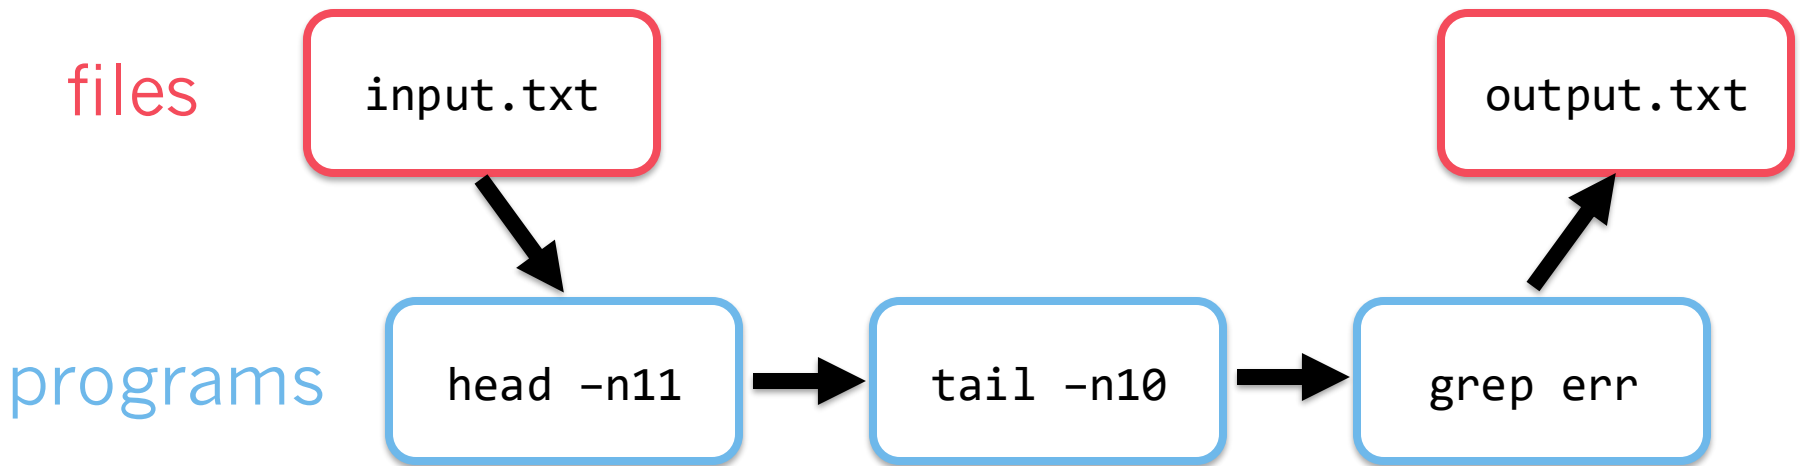 files
input.txt
output.txt
programs
head –n11
tail –n10
grep err